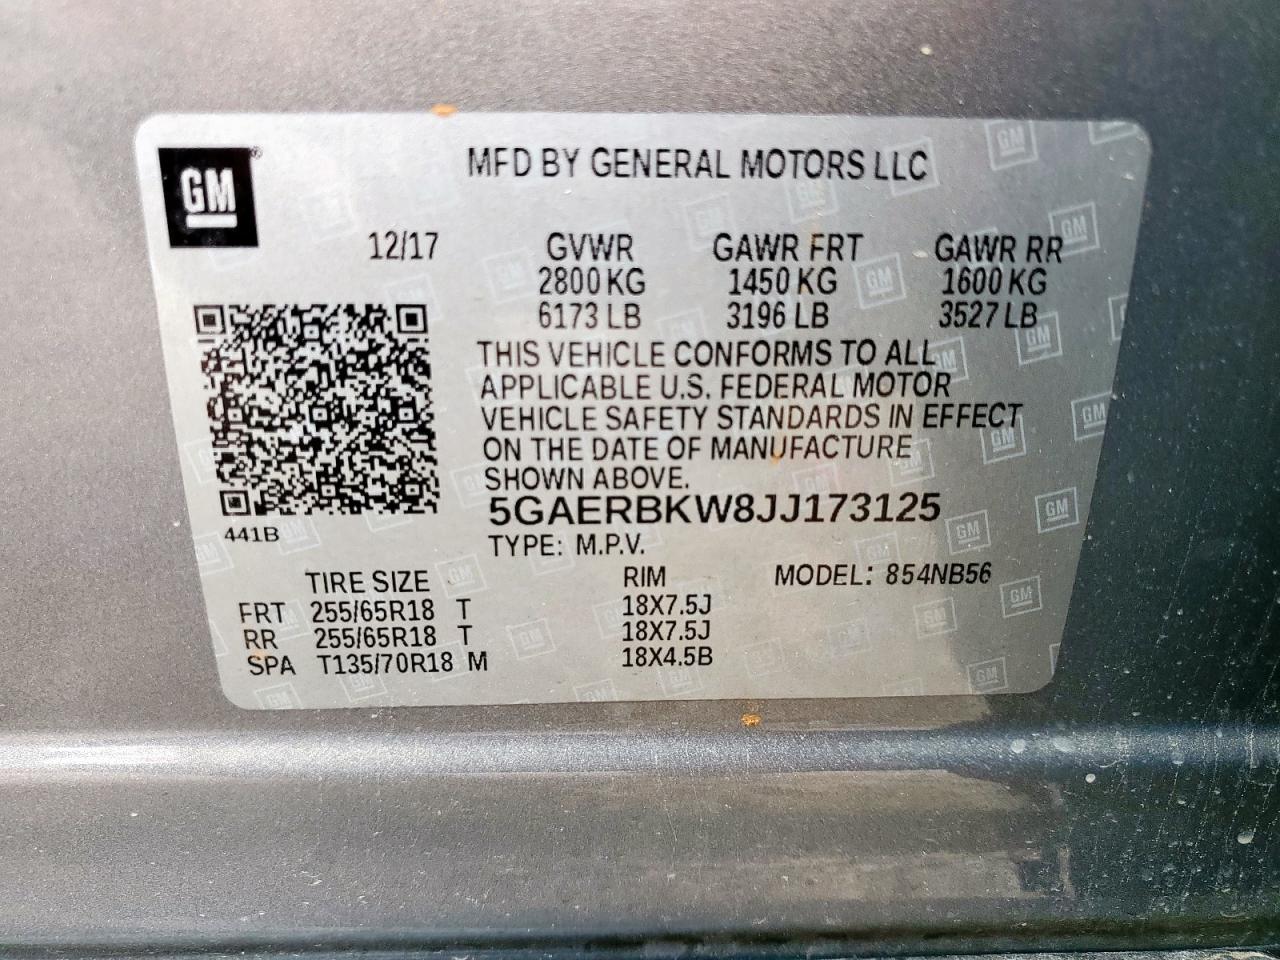 GM
MFD BY GENERAL MOTORS LLC
12/17 GVWR GAWR FRT GAWR RR
2800 KG 1450 KG 1600 KG
6173 LB 3196 LB 3527 LB
THIS VEHICLE CONFORMS TO ALL
APPLICABLE U.S. FEDERAL MOTOR
VEHICLE SAFETY STANDARDS IN EFFECT
ON THE DATE OF MANUFACTURE
SHOWN ABOVE.
5GAERBKW8JJ173125
441B
TYPE: M.P.V.
TIRE SIZE RIM MODEL: 854NB56
FRT 255/65R18 T 18X7.5J
RR 255/65R18 T 18X7.5J
SPA T135/70R18 M 18X4.5B